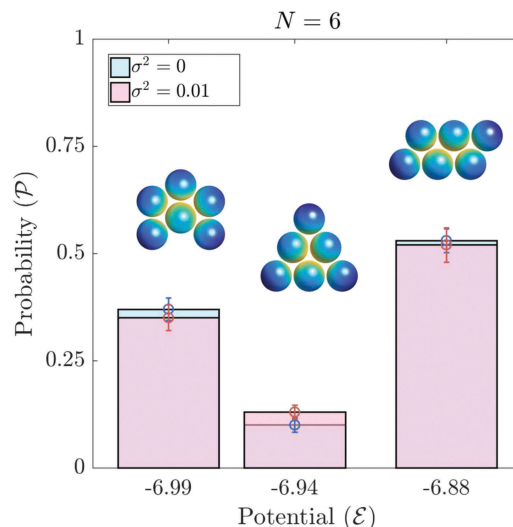 N = 6
1
σ² = 0
σ² = 0.01
0.75
0.5
0.25
0
Probability (𝒫)
-6.99 -6.94 -6.88
Potential (ℰ)